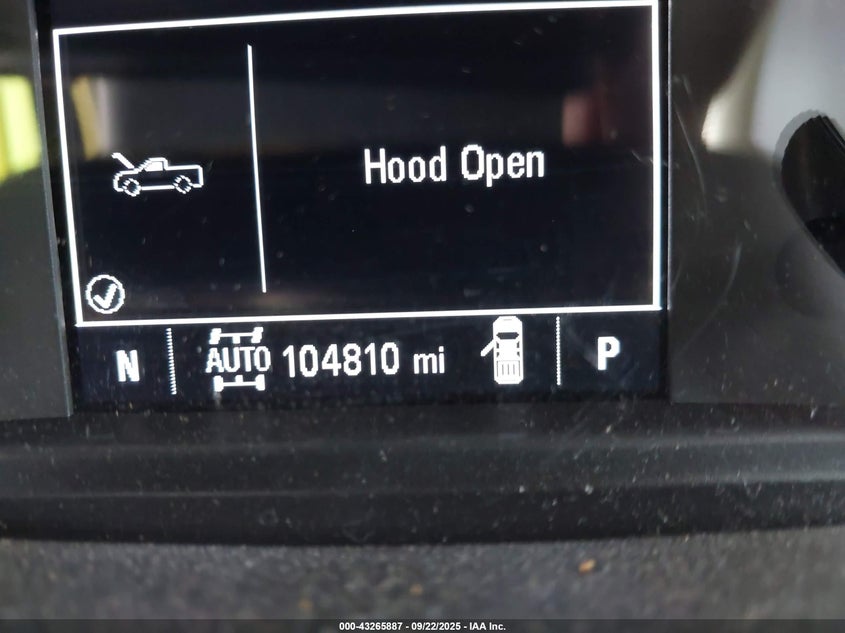 Hood Open
N AUTO 104810 mi P
000-43265887 - 09/22/2025 - IAA Inc.